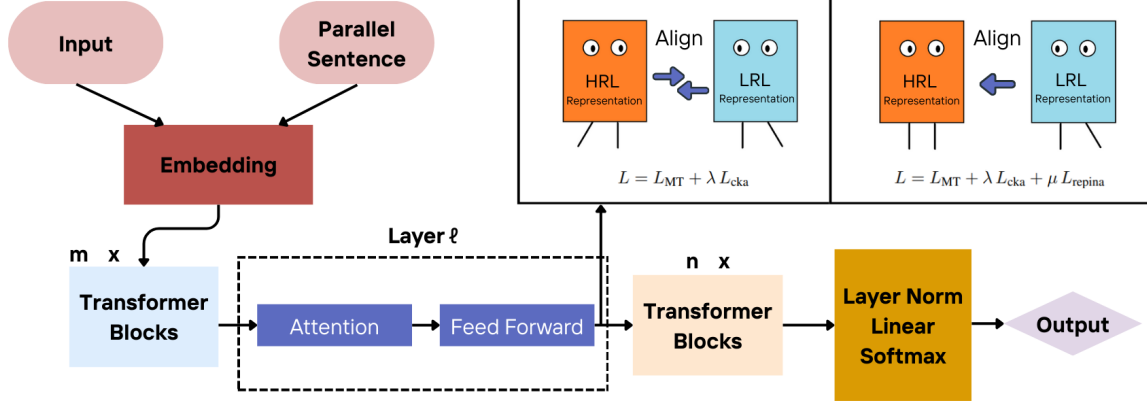 Input
Parallel
Sentence
Embedding
m x
Transformer
Blocks
Layer ℓ
Attention
Feed Forward
n x
Transformer
Blocks
Layer Norm
Linear
Softmax
Output
HRL
Representation
Align
LRL
Representation
L = L_MT + λ L_cka
HRL
Representation
Align
LRL
Representation
L = L_MT + λ L_cka + μ L_repina